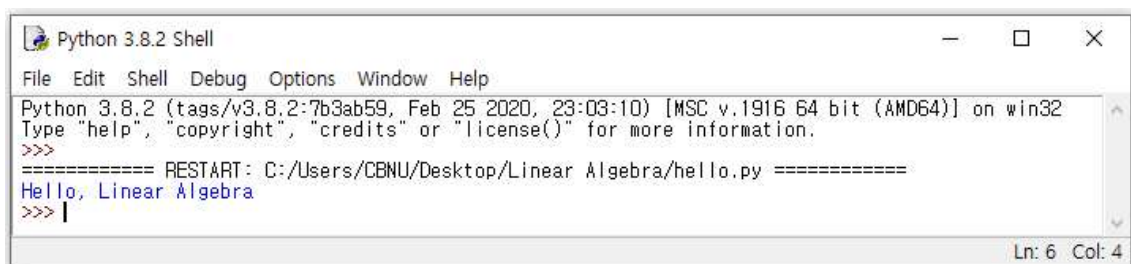 Python 3.8.2 Shell
File Edit Shell Debug Options Window Help
Python 3.8.2 (tags/v3.8.2:7b3ab59, Feb 25 2020, 23:03:10) [MSC v.1916 64 bit (AMD64)] on win32
Type "help", "copyright", "credits" or "license()" for more information.
>>>
============ RESTART: C:/Users/CBNU/Desktop/Linear Algebra/hello.py ============
Hello, Linear Algebra
>>>
Ln: 6 Col: 4